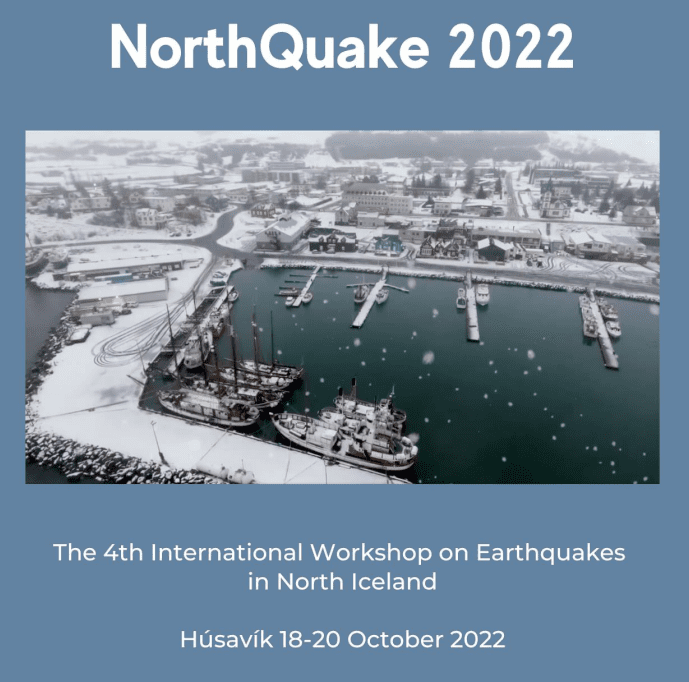 NorthQuake 2022
The 4th International Workshop on Earthquakes
in North Iceland
Húsavík 18-20 October 2022